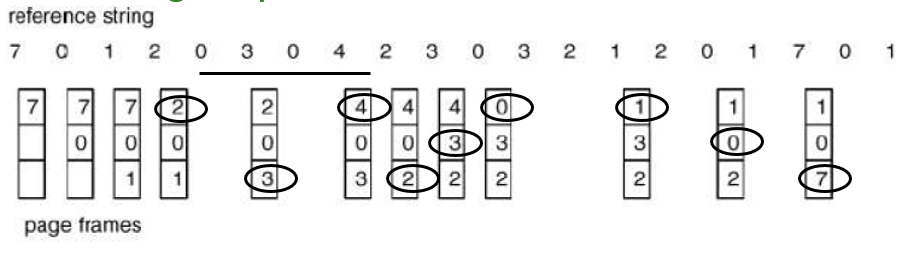 reference string
7 0 1 2 0 3 0 4 2 3 0 3 2 1 2 0 1 7 0 1
7 7 7 2 2 4 4 4 0 1 1 1
0 0 0 0 0 0 3 3 3 0 0
1 1 3 3 2 2 2 2 2 7
page frames